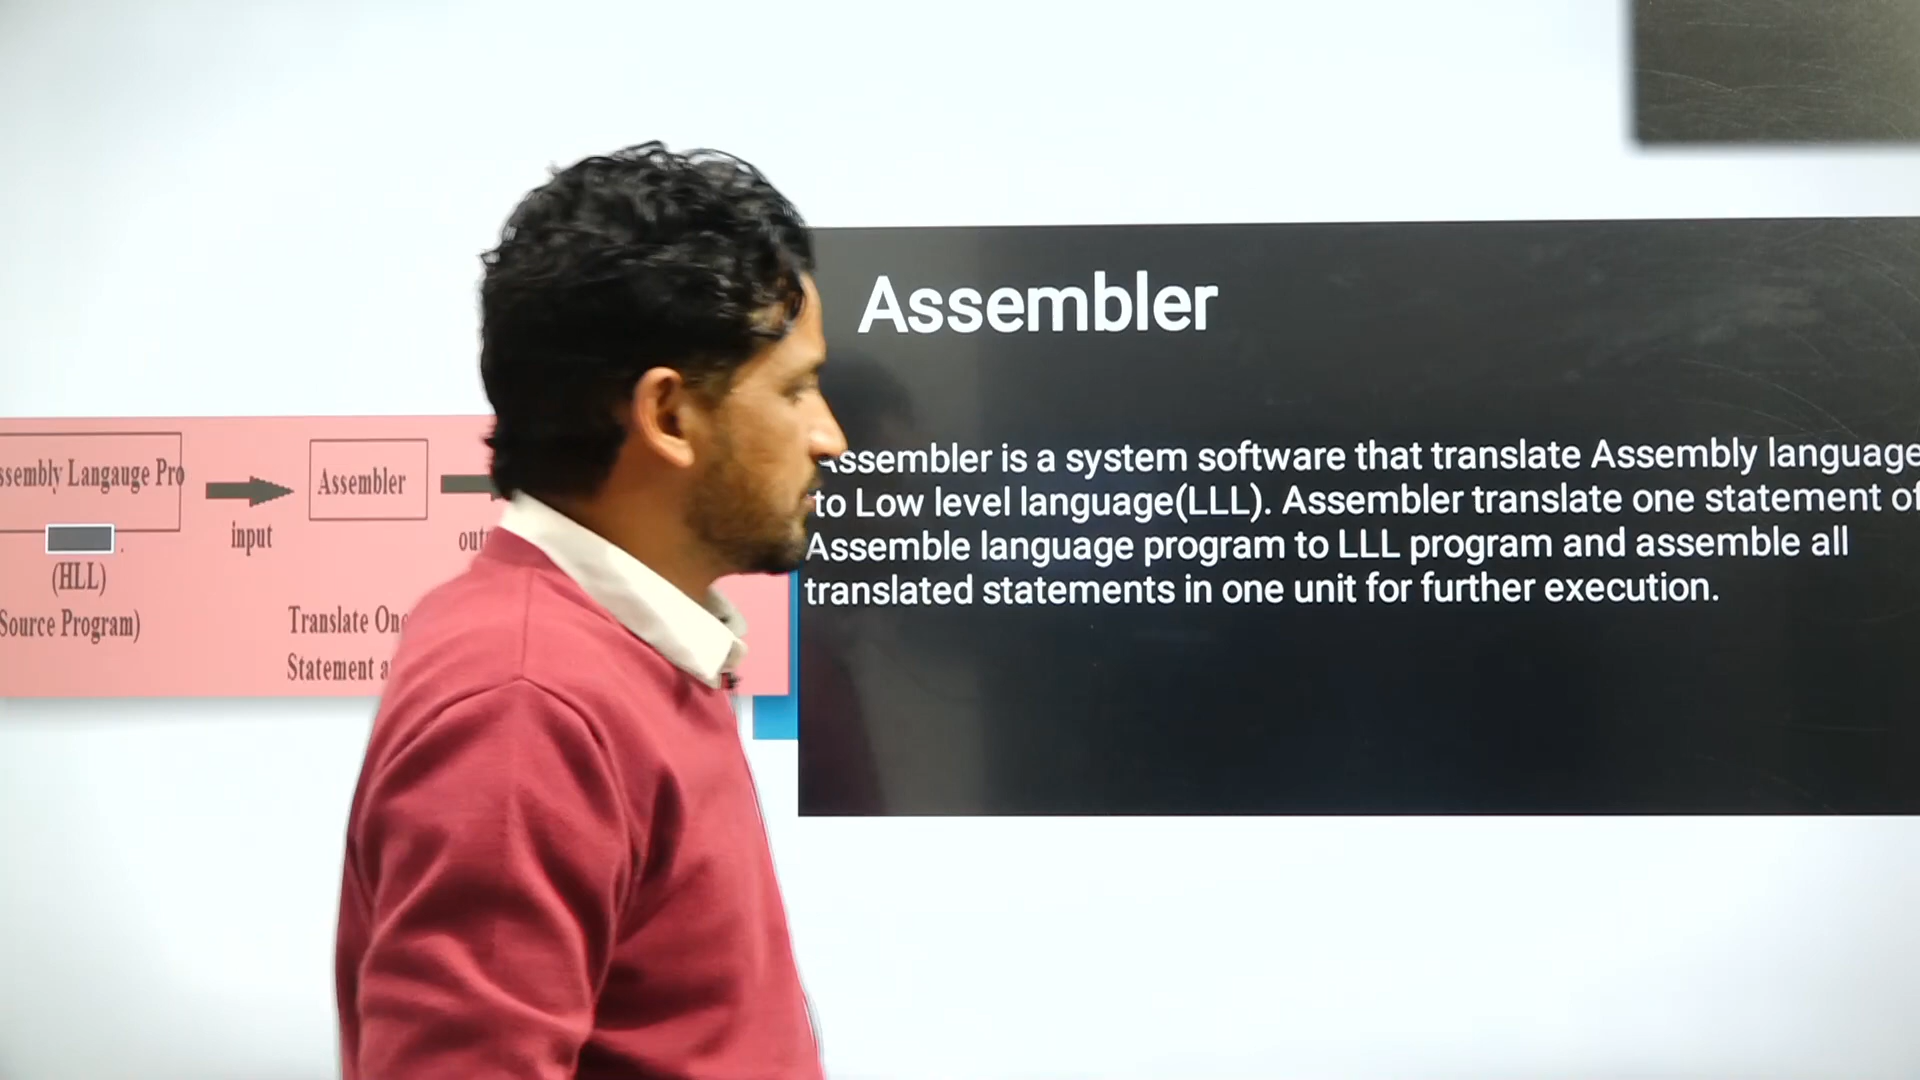 Assembler
Assembler is a system software that translate Assembly language
to Low level language(LLL). Assembler translate one statement of
Assemble language program to LLL program and assemble all
translated statements in one unit for further execution.
ssembly Langauge Pro
(HLL)
Source Program)
input
Assembler
Translate One
Statement